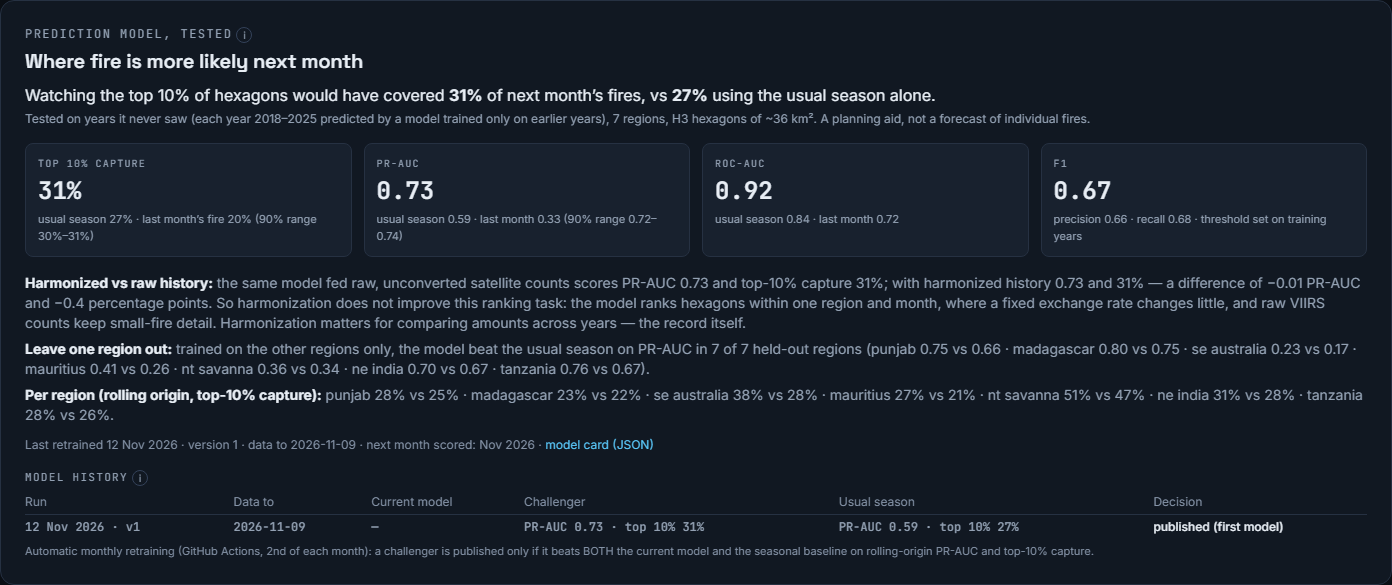 PREDICTION MODEL, TESTED i
Where fire is more likely next month
Watching the top 10% of hexagons would have covered 31% of next month's fires, vs 27% using the usual season alone.
Tested on years it never saw (each year 2018–2025 predicted by a model trained only on earlier years), 7 regions, H3 hexagons of ~36 km². A planning aid, not a forecast of individual fires.
TOP 10% CAPTURE
31%
usual season 27% · last month's fire 20% (90% range
30%–31%)
PR-AUC
0.73
usual season 0.59 · last month 0.33 (90% range 0.72–
0.74)
ROC-AUC
0.92
usual season 0.84 · last month 0.72
F1
0.67
precision 0.66 · recall 0.68 · threshold set on training
years
Harmonized vs raw history: the same model fed raw, unconverted satellite counts scores PR-AUC 0.73 and top-10% capture 31%; with harmonized history 0.73 and 31% — a difference of −0.01 PR-AUC
and −0.4 percentage points. So harmonization does not improve this ranking task: the model ranks hexagons within one region and month, where a fixed exchange rate changes little, and raw VIIRS
counts keep small-fire detail. Harmonization matters for comparing amounts across years — the record itself.
Leave one region out: trained on the other regions only, the model beat the usual season on PR-AUC in 7 of 7 held-out regions (punjab 0.75 vs 0.66 · madagascar 0.80 vs 0.75 · se australia 0.23 vs 0.17 ·
mauritius 0.41 vs 0.26 · nt savanna 0.36 vs 0.34 · ne india 0.70 vs 0.67 · tanzania 0.76 vs 0.67).
Per region (rolling origin, top-10% capture): punjab 28% vs 25% · madagascar 23% vs 22% · se australia 38% vs 28% · mauritius 27% vs 21% · nt savanna 51% vs 47% · ne india 31% vs 28% · tanzania
28% vs 26%.
Last retrained 12 Nov 2026 · version 1 · data to 2026-11-09 · next month scored: Nov 2026 · model card (JSON)
MODEL HISTORY i
Run Data to Current model Challenger Usual season Decision
12 Nov 2026 · v1 2026-11-09 — PR-AUC 0.73 · top 10% 31% PR-AUC 0.59 · top 10% 27% published (first model)
Automatic monthly retraining (GitHub Actions, 2nd of each month): a challenger is published only if it beats BOTH the current model and the seasonal baseline on rolling-origin PR-AUC and top-10% capture.